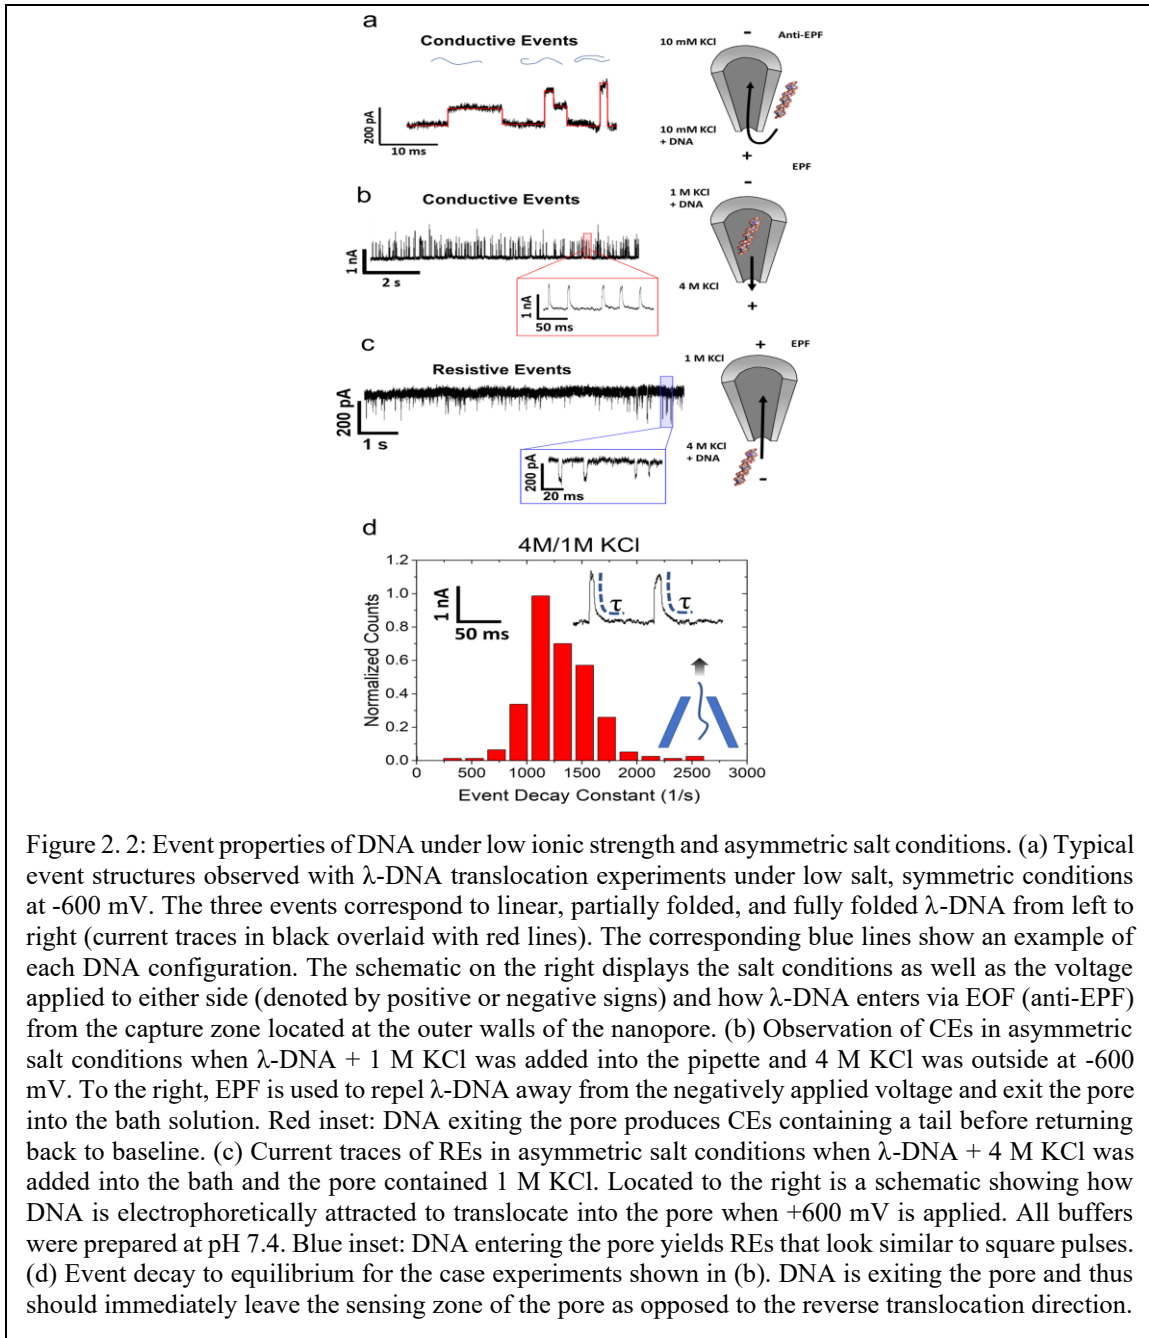 a
Conductive Events
200 pA
10 ms
10 mM KCl
-
Anti-EPF
10 mM KCl
+ DNA
+
EPF
b
Conductive Events
1 nA
2 s
1 nA
50 ms
-
1 M KCl
+ DNA
4 M KCl
+
c
Resistive Events
200 pA
1 s
200 pA
20 ms
+
EPF
1 M KCl
4 M KCl
+ DNA
-
d
4M/1M KCl
Normalized Counts
1.2
1.0
0.8
0.6
0.4
0.2
0.0
1 nA
50 ms
τ
τ
0
500
1000
1500
2000
2500
3000
Event Decay Constant (1/s)
Figure 2. 2: Event properties of DNA under low ionic strength and asymmetric salt conditions. (a) Typical
event structures observed with λ-DNA translocation experiments under low salt, symmetric conditions
at -600 mV. The three events correspond to linear, partially folded, and fully folded λ-DNA from left to
right (current traces in black overlaid with red lines). The corresponding blue lines show an example of
each DNA configuration. The schematic on the right displays the salt conditions as well as the voltage
applied to either side (denoted by positive or negative signs) and how λ-DNA enters via EOF (anti-EPF)
from the capture zone located at the outer walls of the nanopore. (b) Observation of CEs in asymmetric
salt conditions when λ-DNA + 1 M KCl was added into the pipette and 4 M KCl was outside at -600
mV. To the right, EPF is used to repel λ-DNA away from the negatively applied voltage and exit the pore
into the bath solution. Red inset: DNA exiting the pore produces CEs containing a tail before returning
back to baseline. (c) Current traces of REs in asymmetric salt conditions when λ-DNA + 4 M KCl was
added into the bath and the pore contained 1 M KCl. Located to the right is a schematic showing how
DNA is electrophoretically attracted to translocate into the pore when +600 mV is applied. All buffers
were prepared at pH 7.4. Blue inset: DNA entering the pore yields REs that look similar to square pulses.
(d) Event decay to equilibrium for the case experiments shown in (b). DNA is exiting the pore and thus
should immediately leave the sensing zone of the pore as opposed to the reverse translocation direction.